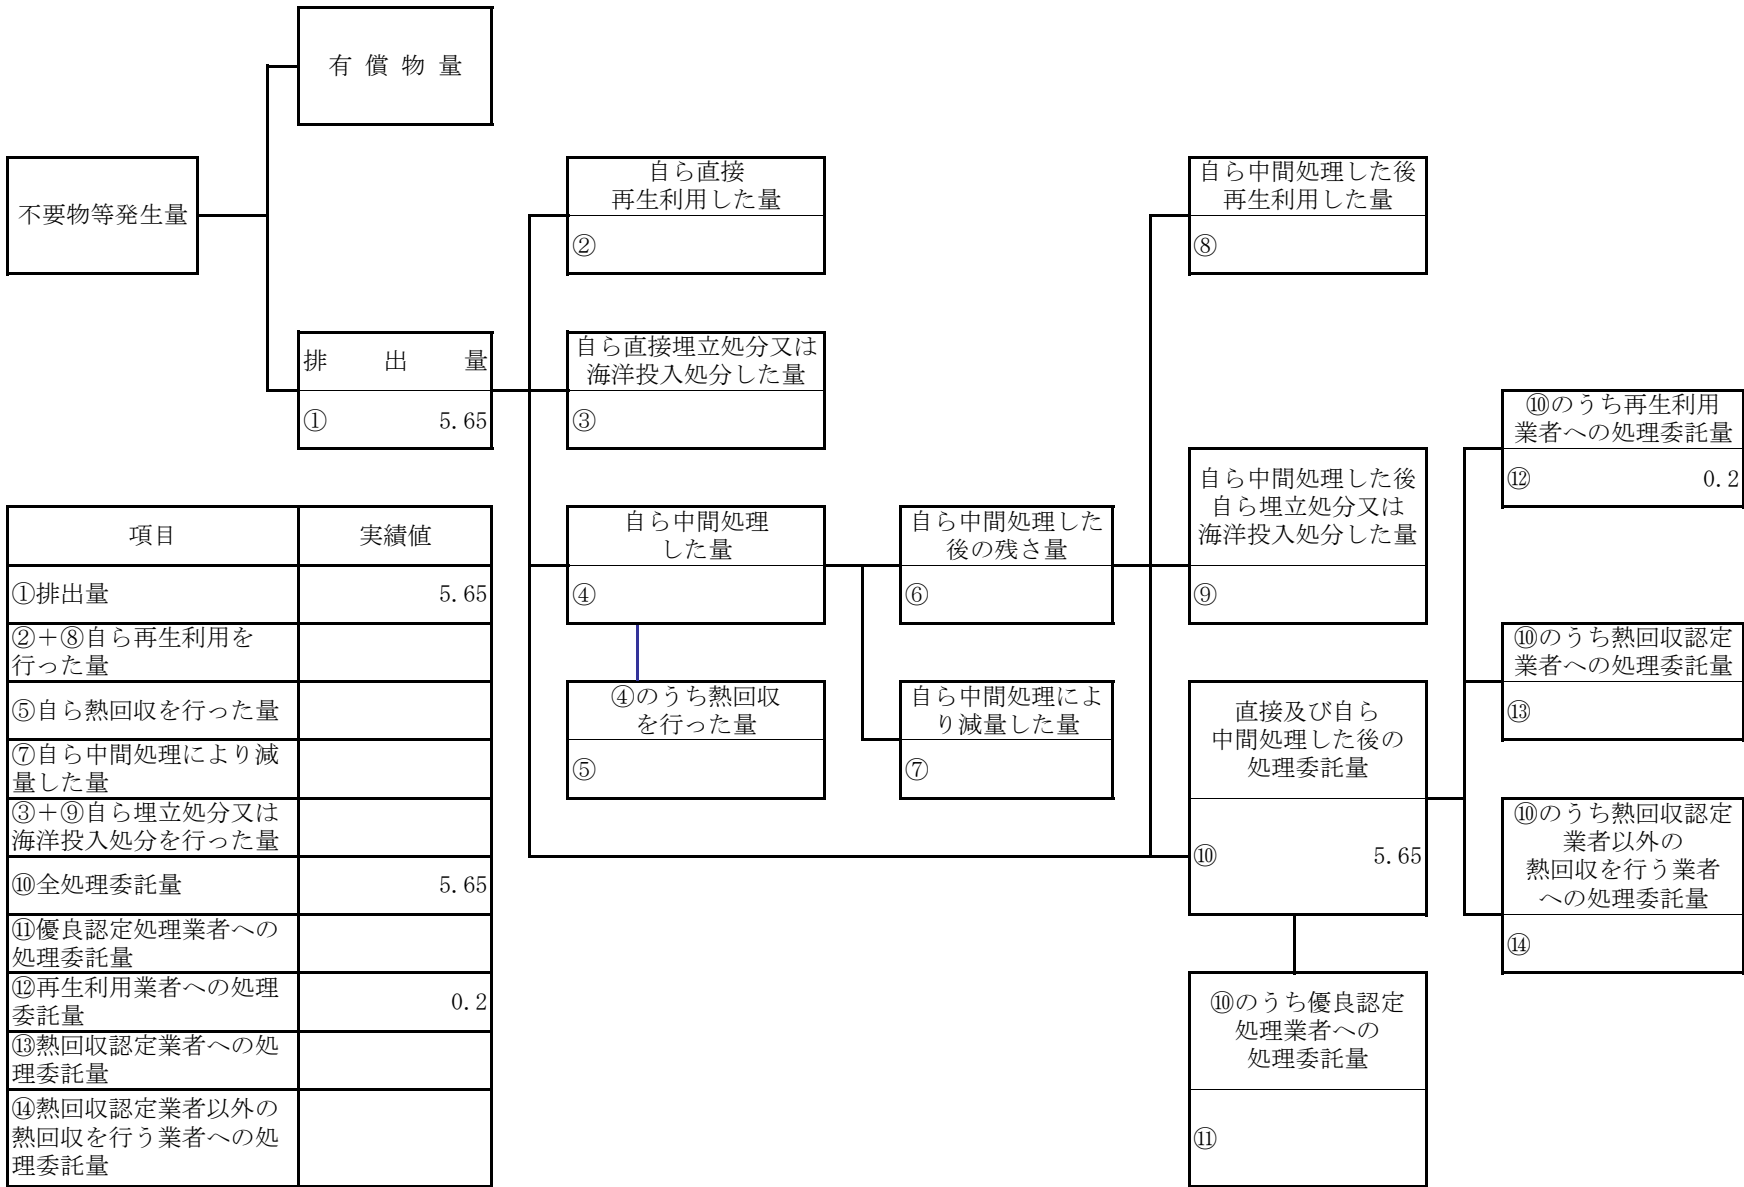 有償物量
不要物等発生量
自ら直接
再生利用した量
②
自ら中間処理した後
再生利用した量
⑧
排出量
① 5.65
自ら直接埋立処分又は
海洋投入処分した量
③
⑩のうち再生利用
業者への処理委託量
⑫ 0.2
自ら中間処理した後
自ら埋立処分又は
海洋投入処分した量
⑨
自ら中間処理
した量
④
自ら中間処理した
後の残さ量
⑥
⑩のうち熱回収認定
業者への処理委託量
⑬
④のうち熱回収
を行った量
⑤
自ら中間処理によ
り減量した量
⑦
直接及び自ら
中間処理した後の
処理委託量
⑩ 5.65
⑩のうち熱回収認定
業者以外の
熱回収を行う業者
への処理委託量
⑭
⑩のうち優良認定
処理業者への
処理委託量
⑪
項目 実績値
①排出量 5.65
②+⑧自ら再生利用を
行った量
⑤自ら熱回収を行った量
⑦自ら中間処理により減
量した量
③+⑨自ら埋立処分又は
海洋投入処分を行った量
⑩全処理委託量 5.65
⑪優良認定処理業者への
処理委託量
⑫再生利用業者への処理
委託量 0.2
⑬熱回収認定業者への処
理委託量
⑭熱回収認定業者以外の
熱回収を行う業者への処
理委託量